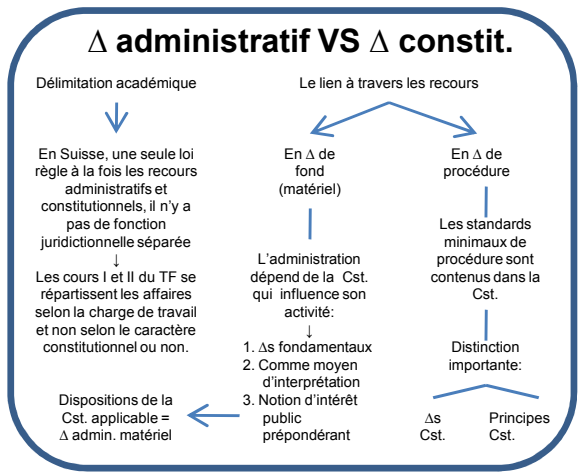 ∆ administratif VS ∆ constit.
Délimitation académique
En Suisse, une seule loi
règle à la fois les recours
administratifs et
constitutionnels, il n’y a
pas de fonction
juridictionnelle séparée
↓
Les cours I et II du TF se
répartissent les affaires
selon la charge de travail
et non selon le caractère
constitutionnel ou non.
Le lien à travers les recours
En ∆ de
fond
(matériel)
L’administration
dépend de la Cst.
qui influence son
activité:
↓
1. ∆s fondamentaux
2. Comme moyen
d’interprétation
3. Notion d’intérêt
public
prépondérant
Dispositions de la
Cst. applicable =
∆ admin. matériel
En ∆ de
procédure
Les standards
minimaux de
procédure sont
contenus dans la
Cst.
Distinction
importante:
∆s
Cst.
Principes
Cst.